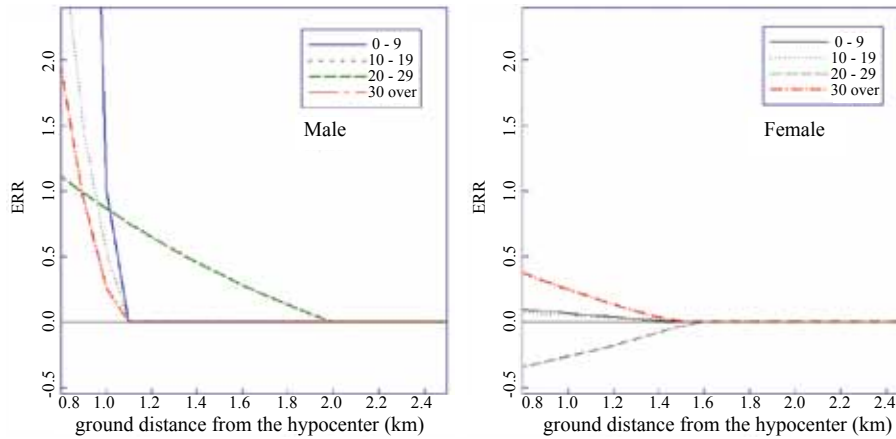 2.0
1.5
1.0
0.5
0.0
-0.5
ERR
0 - 9
10 - 19
20 - 29
30 over
Male
0.8 1.0 1.2 1.4 1.6 1.8 2.0 2.2 2.4
ground distance from the hypocenter (km)
2.0
1.5
1.0
0.5
0.0
-0.5
ERR
0 - 9
10 - 19
20 - 29
30 over
Female
0.8 1.0 1.2 1.4 1.6 1.8 2.0 2.2 2.4
ground distance from the hypocenter (km)